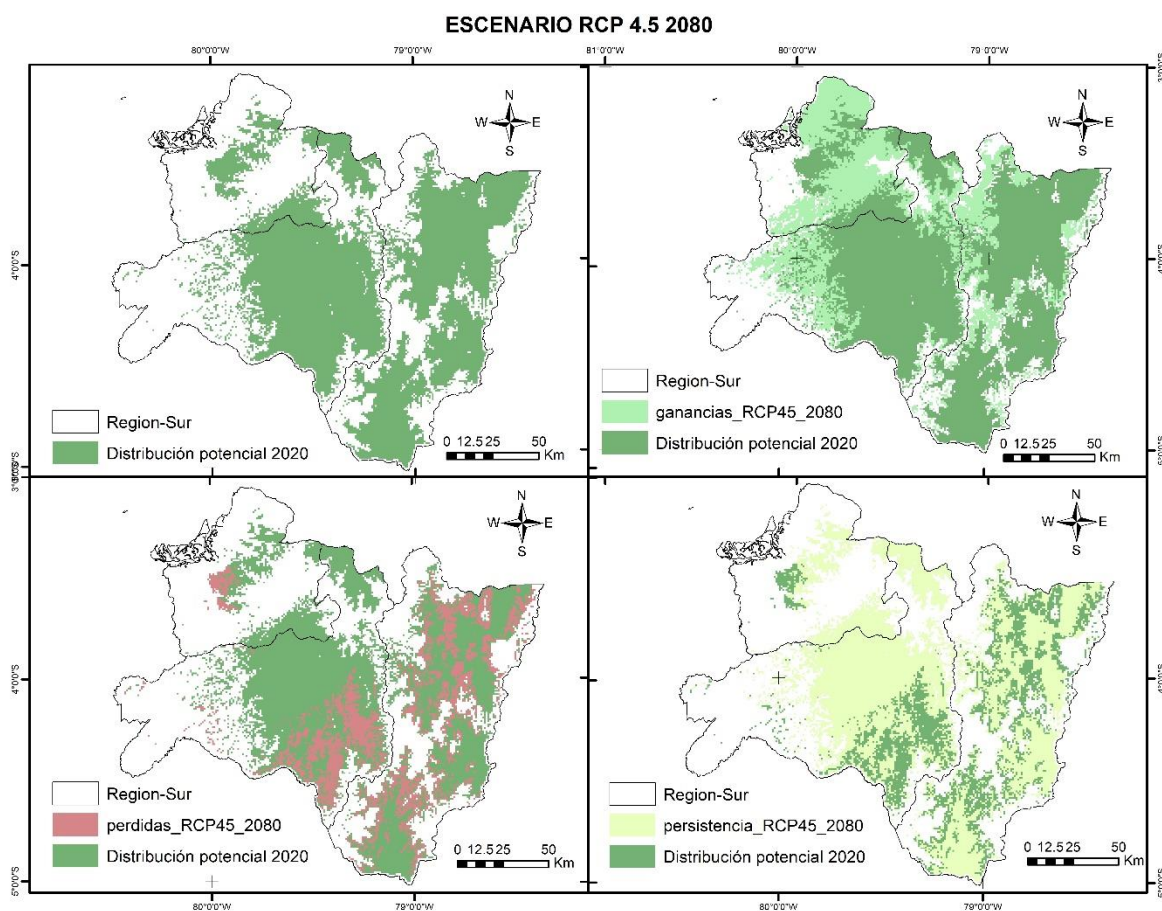 ESCENARIO RCP 4.5 2080
80°0'0"W 79°0'0"W
81°0'0"W 80°0'0"W 79°0'0"W
N
W E
S
4°0'0"S
Region-Sur
Distribución potencial 2020
0 12.5 25 50
Km
N
W E
S
Region-Sur
ganancias_RCP45_2080
Distribución potencial 2020
0 12.5 25 50
Km
N
W E
S
4°0'0"S
5°0'0"S
Region-Sur
perdidas_RCP45_2080
Distribución potencial 2020
0 12.5 25 50
Km
80°0'0"W 79°0'0"W
N
W E
S
Region-Sur
persistencia_RCP45_2080
Distribución potencial 2020
0 12.5 25 50
Km
80°0'0"W 79°0'0"W